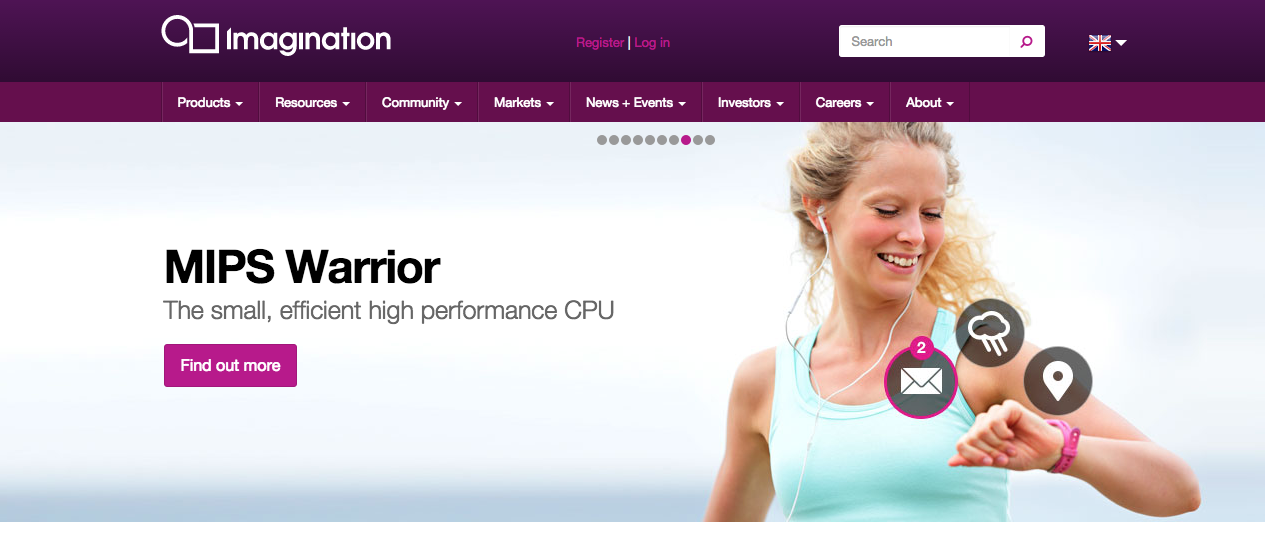 Imagination
Register | Log in
Search
Products
Resources
Community
Markets
News + Events
Investors
Careers
About
MIPS Warrior
The small, efficient high performance CPU
Find out more
2